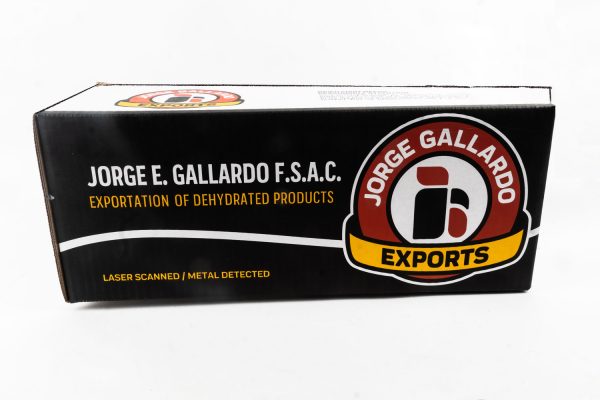 JORGE E. GALLARDO F.S.A.C.
EXPORTATION OF DEHYDRATED PRODUCTS
LASER SCANNED / METAL DETECTED
JORGE GALLARDO
EXPORTS